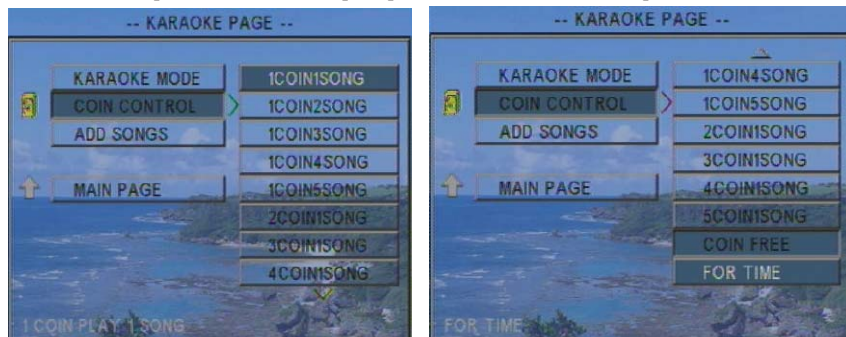 -- KARAOKE PAGE --
KARAOKE MODE
COIN CONTROL
ADD SONGS
MAIN PAGE
1COIN1SONG
1COIN2SONG
1COIN3SONG
1COIN4SONG
1COIN5SONG
2COIN1SONG
3COIN1SONG
4COIN1SONG
1 COIN PLAY 1 SONG
-- KARAOKE PAGE --
KARAOKE MODE
COIN CONTROL
ADD SONGS
MAIN PAGE
1COIN4SONG
1COIN5SONG
2COIN1SONG
3COIN1SONG
4COIN1SONG
5COIN1SONG
COIN FREE
FOR TIME
FOR TIME